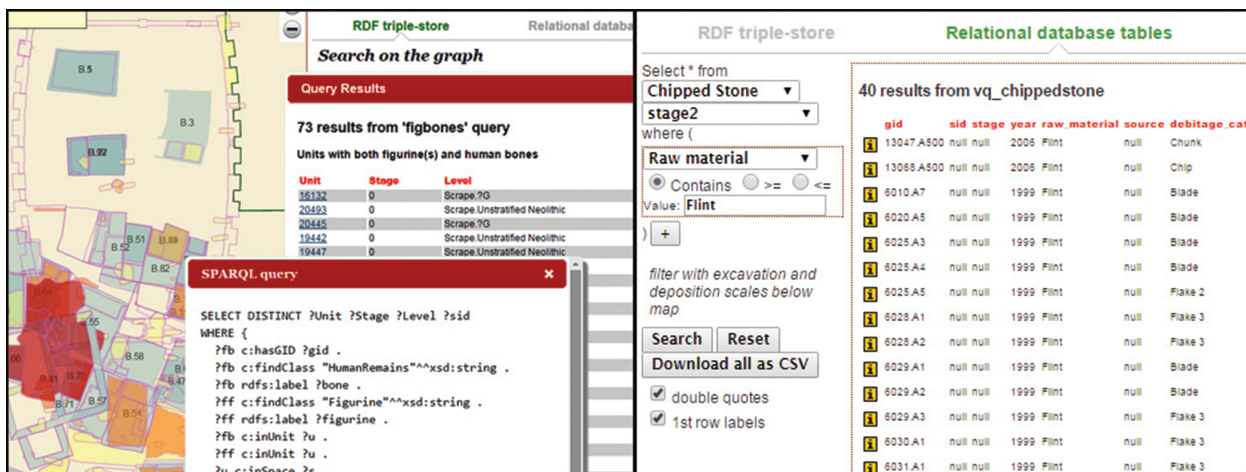 RDF triple-store Relational databa
Search on the graph
Query Results
73 results from 'figbones' query
Units with both figurine(s) and human bones
Unit Stage Level
16132 0 Scrape.?G
20493 0 Scrape.Unstratified Neolithic
20445 0 Scrape.?G
19442 0 Scrape.Unstratified Neolithic
19447 0 Scrape.Unstratified Neolithic
SPARQL query ×
SELECT DISTINCT ?Unit ?Stage ?Level ?sid
WHERE {
?fb c:hasGID ?gid .
?fb c:findClass "HumanRemains"^^xsd:string .
?fb rdfs:label ?bone .
?ff c:findClass "Figurine"^^xsd:string .
?ff rdfs:label ?figurine .
?fb c:inUnit ?u .
?ff c:inUnit ?u .
?u c:inSpace ?s
B.5
B.3
B.51
B.52
B.82
B.55
B.58
B.71
B.57
B.54
RDF triple-store Relational database tables
Select * from
Chipped Stone
stage2
where (
Raw material
Contains >= <=
Value: Flint
) +
filter with excavation and
deposition scales below
map
Search Reset
Download all as CSV
double quotes
1st row labels
40 results from vq_chippedstone
gid sid stage year raw_material source debitage_cat
13047.A500 null null 2006 Flint null Chunk
13068.A500 null null 2006 Flint null Chip
6010.A7 null null 1999 Flint null Blade
6020.A5 null null 1999 Flint null Blade
6025.A3 null null 1999 Flint null Blade
6025.A4 null null 1999 Flint null Blade
6025.A5 null null 1999 Flint null Flake 2
6028.A1 null null 1999 Flint null Flake 3
6028.A2 null null 1999 Flint null Flake 3
6029.A1 null null 1999 Flint null Blade
6029.A2 null null 1999 Flint null Blade
6029.A3 null null 1999 Flint null Flake 3
6030.A1 null null 1999 Flint null Flake 3
6031.A1 null null 1999 Flint null Flake 3